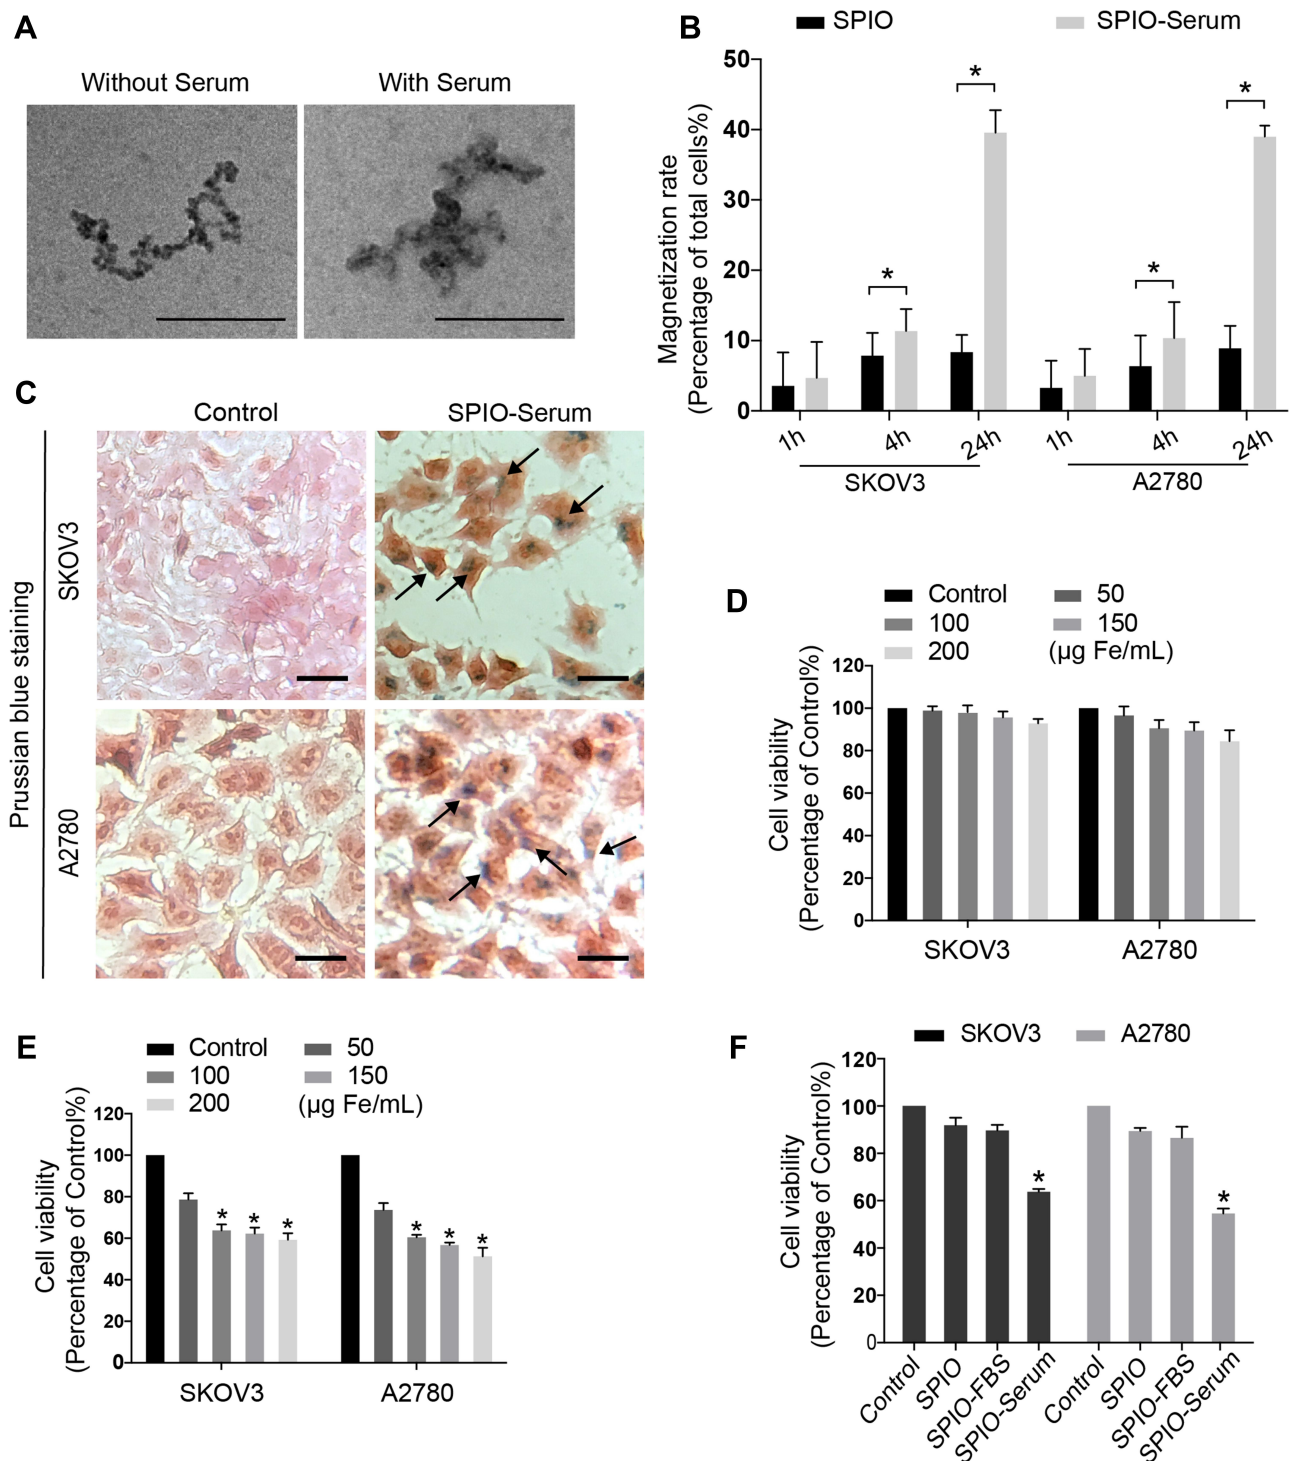 A
Without Serum
With Serum
B
SPIO
SPIO-Serum
Magnetization rate
(Percentage of total cells%)
50
40
30
20
10
0
*
*
*
*
1h
4h
24h
1h
4h
24h
SKOV3
A2780
C
Control
SPIO-Serum
Prussian blue staining
SKOV3
A2780
D
Control
50
100
150
200
(µg Fe/mL)
Cell viability
(Percentage of Control%)
120
100
80
60
40
20
0
SKOV3
A2780
E
Control
50
100
150
200
(µg Fe/mL)
Cell viability
(Percentage of Control%)
120
100
80
60
40
20
0
*
*
*
*
*
*
SKOV3
A2780
F
SKOV3
A2780
Cell viability
(Percentage of Control%)
120
100
80
60
40
20
0
*
*
Control
SPIO
SPIO-FBS
SPIO-Serum
Control
SPIO
SPIO-FBS
SPIO-Serum